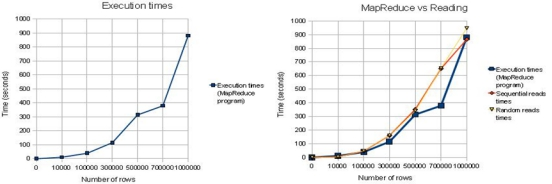 Execution times
1000
900
800
700
600
500
400
300
200
100
0
Time (seconds)
0 10000 100000 300000 500000 700000 1000000
Number of rows
Execution times
(MapReduce
program)
MapReduce vs Reading
1000
900
800
700
600
500
400
300
200
100
0
Time (seconds)
0 10000 100000 300000 500000 700000 1000000
Number of rows
Execution times
(MapReduce
program)
Sequential reads
times
Random reads
times